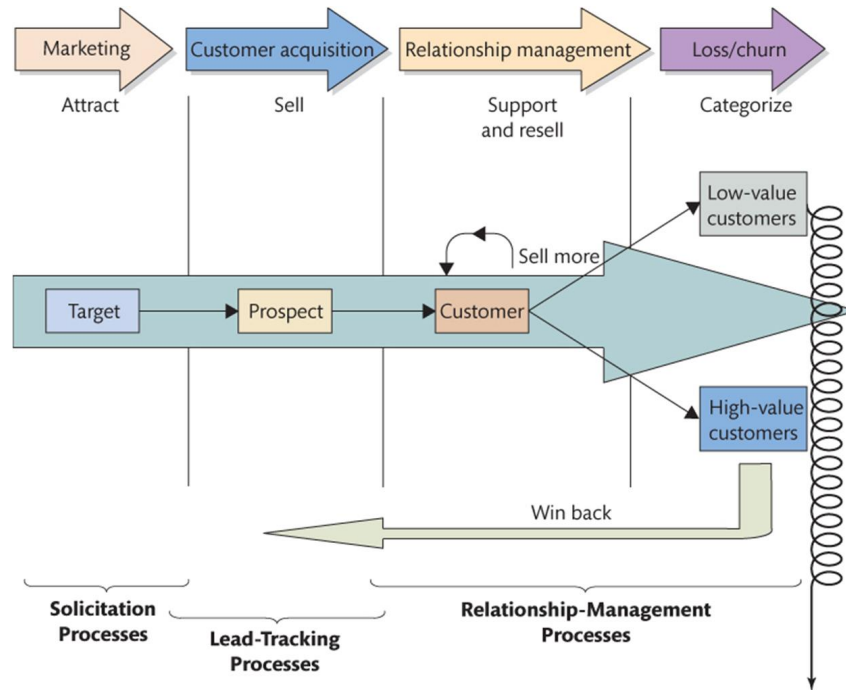 Marketing
Customer acquisition
Relationship management
Loss/churn
Attract
Sell
Support
and resell
Categorize
Low-value
customers
Sell more
Target
Prospect
Customer
High-value
customers
Win back
Solicitation
Processes
Lead-Tracking
Processes
Relationship-Management
Processes